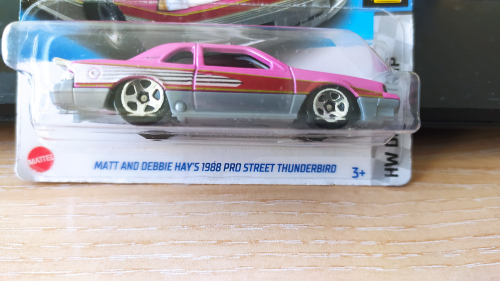 MATTEL
MATT AND DEBBIE HAY'S 1988 PRO STREET THUNDERBIRD
3+
HW D